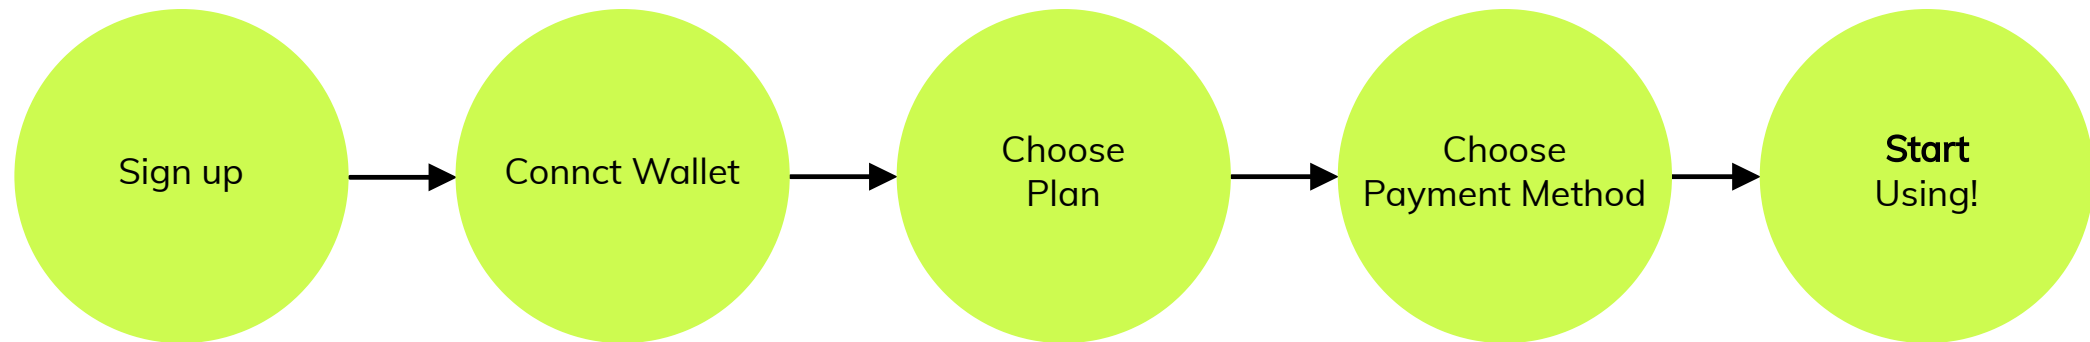 Sign up
Connct Wallet
Choose
Plan
Choose
Payment Method
Start
Using!